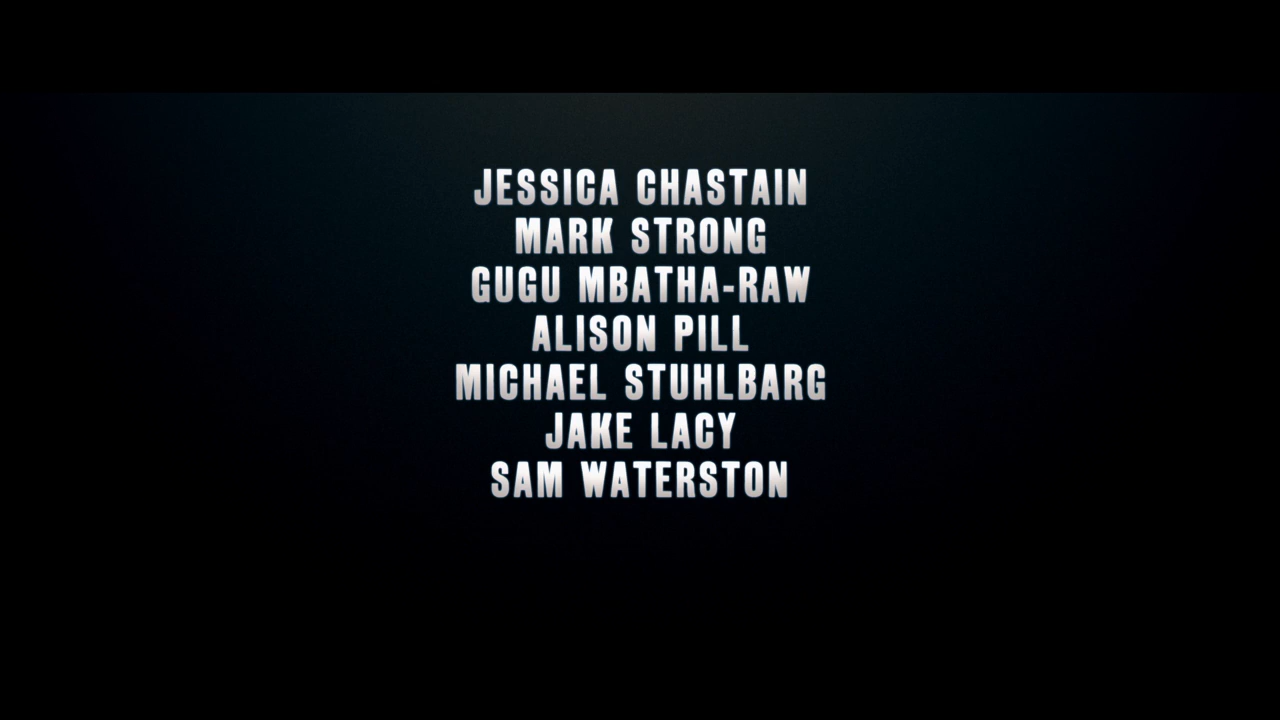 JESSICA CHASTAIN
MARK STRONG
GUGU MBATHA-RAW
ALISON PILL
MICHAEL STUHLBARG
JAKE LACY
SAM WATERSTON